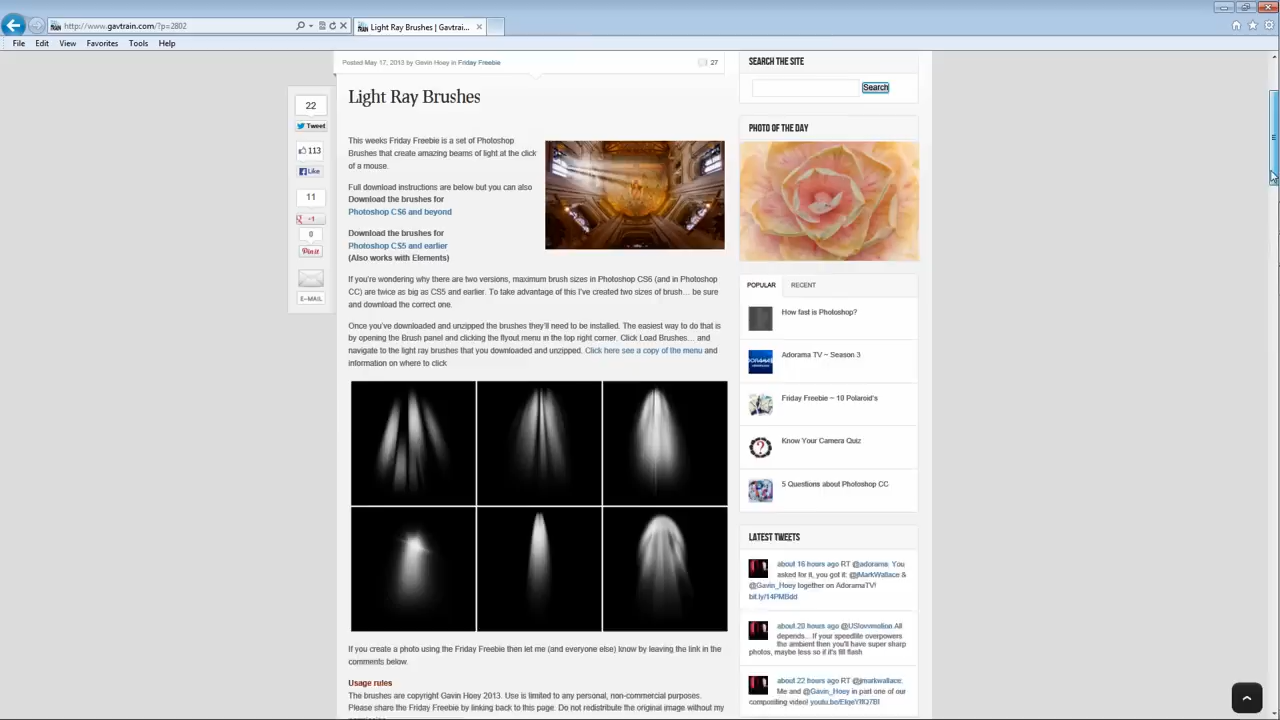 http://www.gavtrain.com/?p=2802
Light Ray Brushes | Gavtrai...
File Edit View Favorites Tools Help
Posted May 17, 2013 by Gavin Hoey in Friday Freebie
27
Light Ray Brushes
22
Tweet
113
Like
11
+1
0
Pin it
E-MAIL
This weeks Friday Freebie is a set of Photoshop
Brushes that create amazing beams of light at the click
of a mouse.
Full download instructions are below but you can also
Download the brushes for
Photoshop CS6 and beyond
Download the brushes for
Photoshop CS5 and earlier
(Also works with Elements)
If you're wondering why there are two versions, maximum brush sizes in Photoshop CS6 (and in Photoshop
CC) are twice as big as CS5 and earlier. To take advantage of this I've created two sizes of brush... be sure
and download the correct one.
Once you've downloaded and unzipped the brushes they'll need to be installed. The easiest way to do that is
by opening the Brush panel and clicking the flyout menu in the top right corner. Click Load Brushes... and
navigate to the light ray brushes that you downloaded and unzipped. Click here see a copy of the menu and
information on where to click
If you create a photo using the Friday Freebie then let me (and everyone else) know by leaving the link in the
comments below.
Usage rules
The brushes are copyright Gavin Hoey 2013. Use is limited to any personal, non-commercial purposes.
Please share the Friday Freebie by linking back to this page. Do not redistribute the original image without my
SEARCH THE SITE
Search
PHOTO OF THE DAY
POPULAR RECENT
How fast is Photoshop?
Adorama TV – Season 3
Friday Freebie – 10 Polaroid's
Know Your Camera Quiz
5 Questions about Photoshop CC
LATEST TWEETS
about 16 hours ago RT @adorama: You
asked for it, you got it: @jMarkWallace &
@Gavin_Hoey together on AdoramaTV!
bit.ly/14PMBdd
about 20 hours ago @USlovvmotion All
depends... If your speedlite overpowers
the ambient then you'll have super sharp
photos, maybe less so if it's fill flash
about 22 hours ago RT @jmarkwallace:
Me and @Gavin_Hoey in part one of our
compositing video!